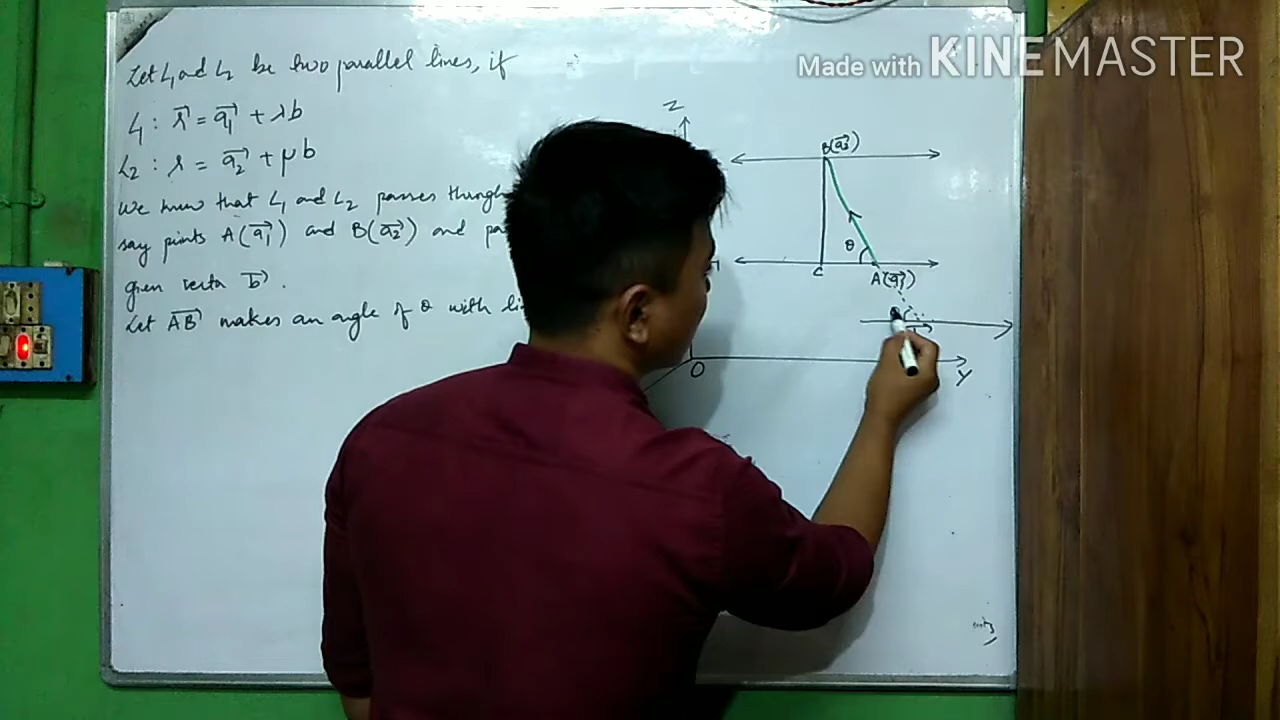 Made with KINEMASTER
Let L₁ and L₂ be two parallel lines, if
L₁ : r⃗ = a⃗₁ + λb
L₂ : r = a⃗₂ + μb
We know that L₁ and L₂ passes through
say points A(a⃗₁) and B(a⃗₂) and
given vector b⃗.
Let AB⃗ makes an angle of θ with
Z
B(a⃗₂)
θ
C
A(a⃗₁)
O
Y